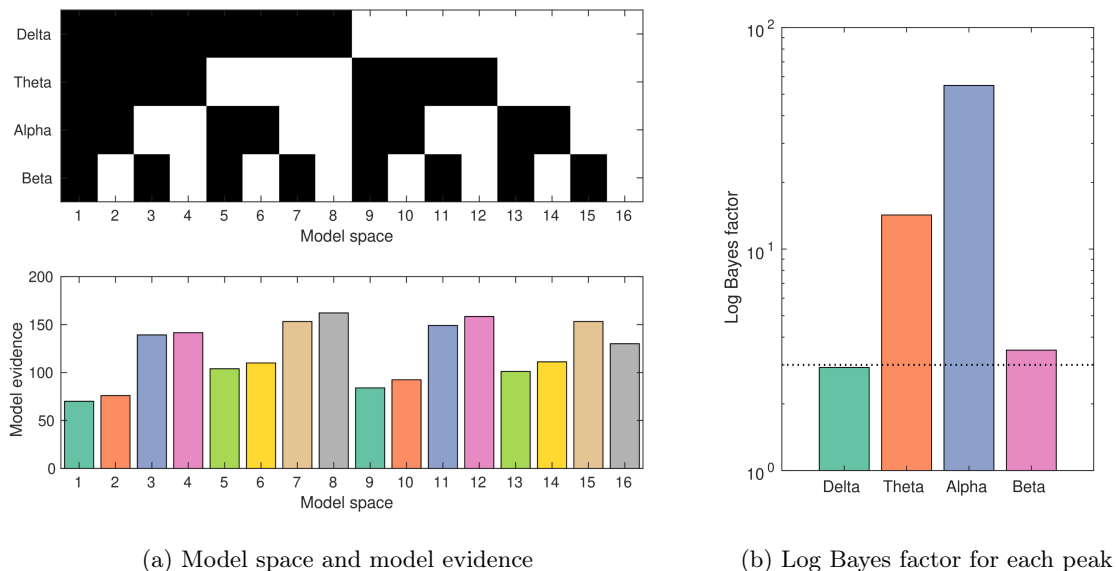 Delta
Theta
Alpha
Beta
1 2 3 4 5 6 7 8 9 10 11 12 13 14 15 16
Model space
200
150
100
50
0
Model evidence
1 2 3 4 5 6 7 8 9 10 11 12 13 14 15 16
Model space
(a) Model space and model evidence
10²
10¹
10⁰
Log Bayes factor
Delta Theta Alpha Beta
(b) Log Bayes factor for each peak